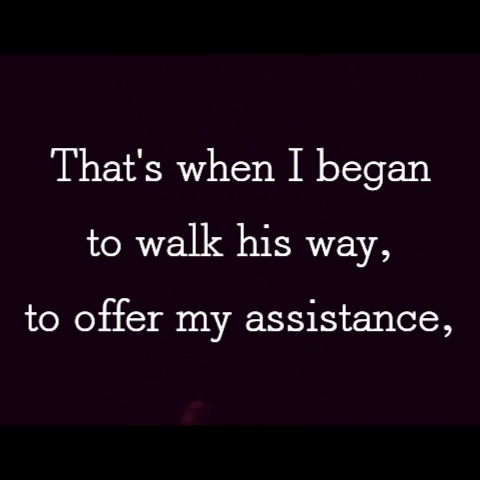 That's when I began
to walk his way,
to offer my assistance,